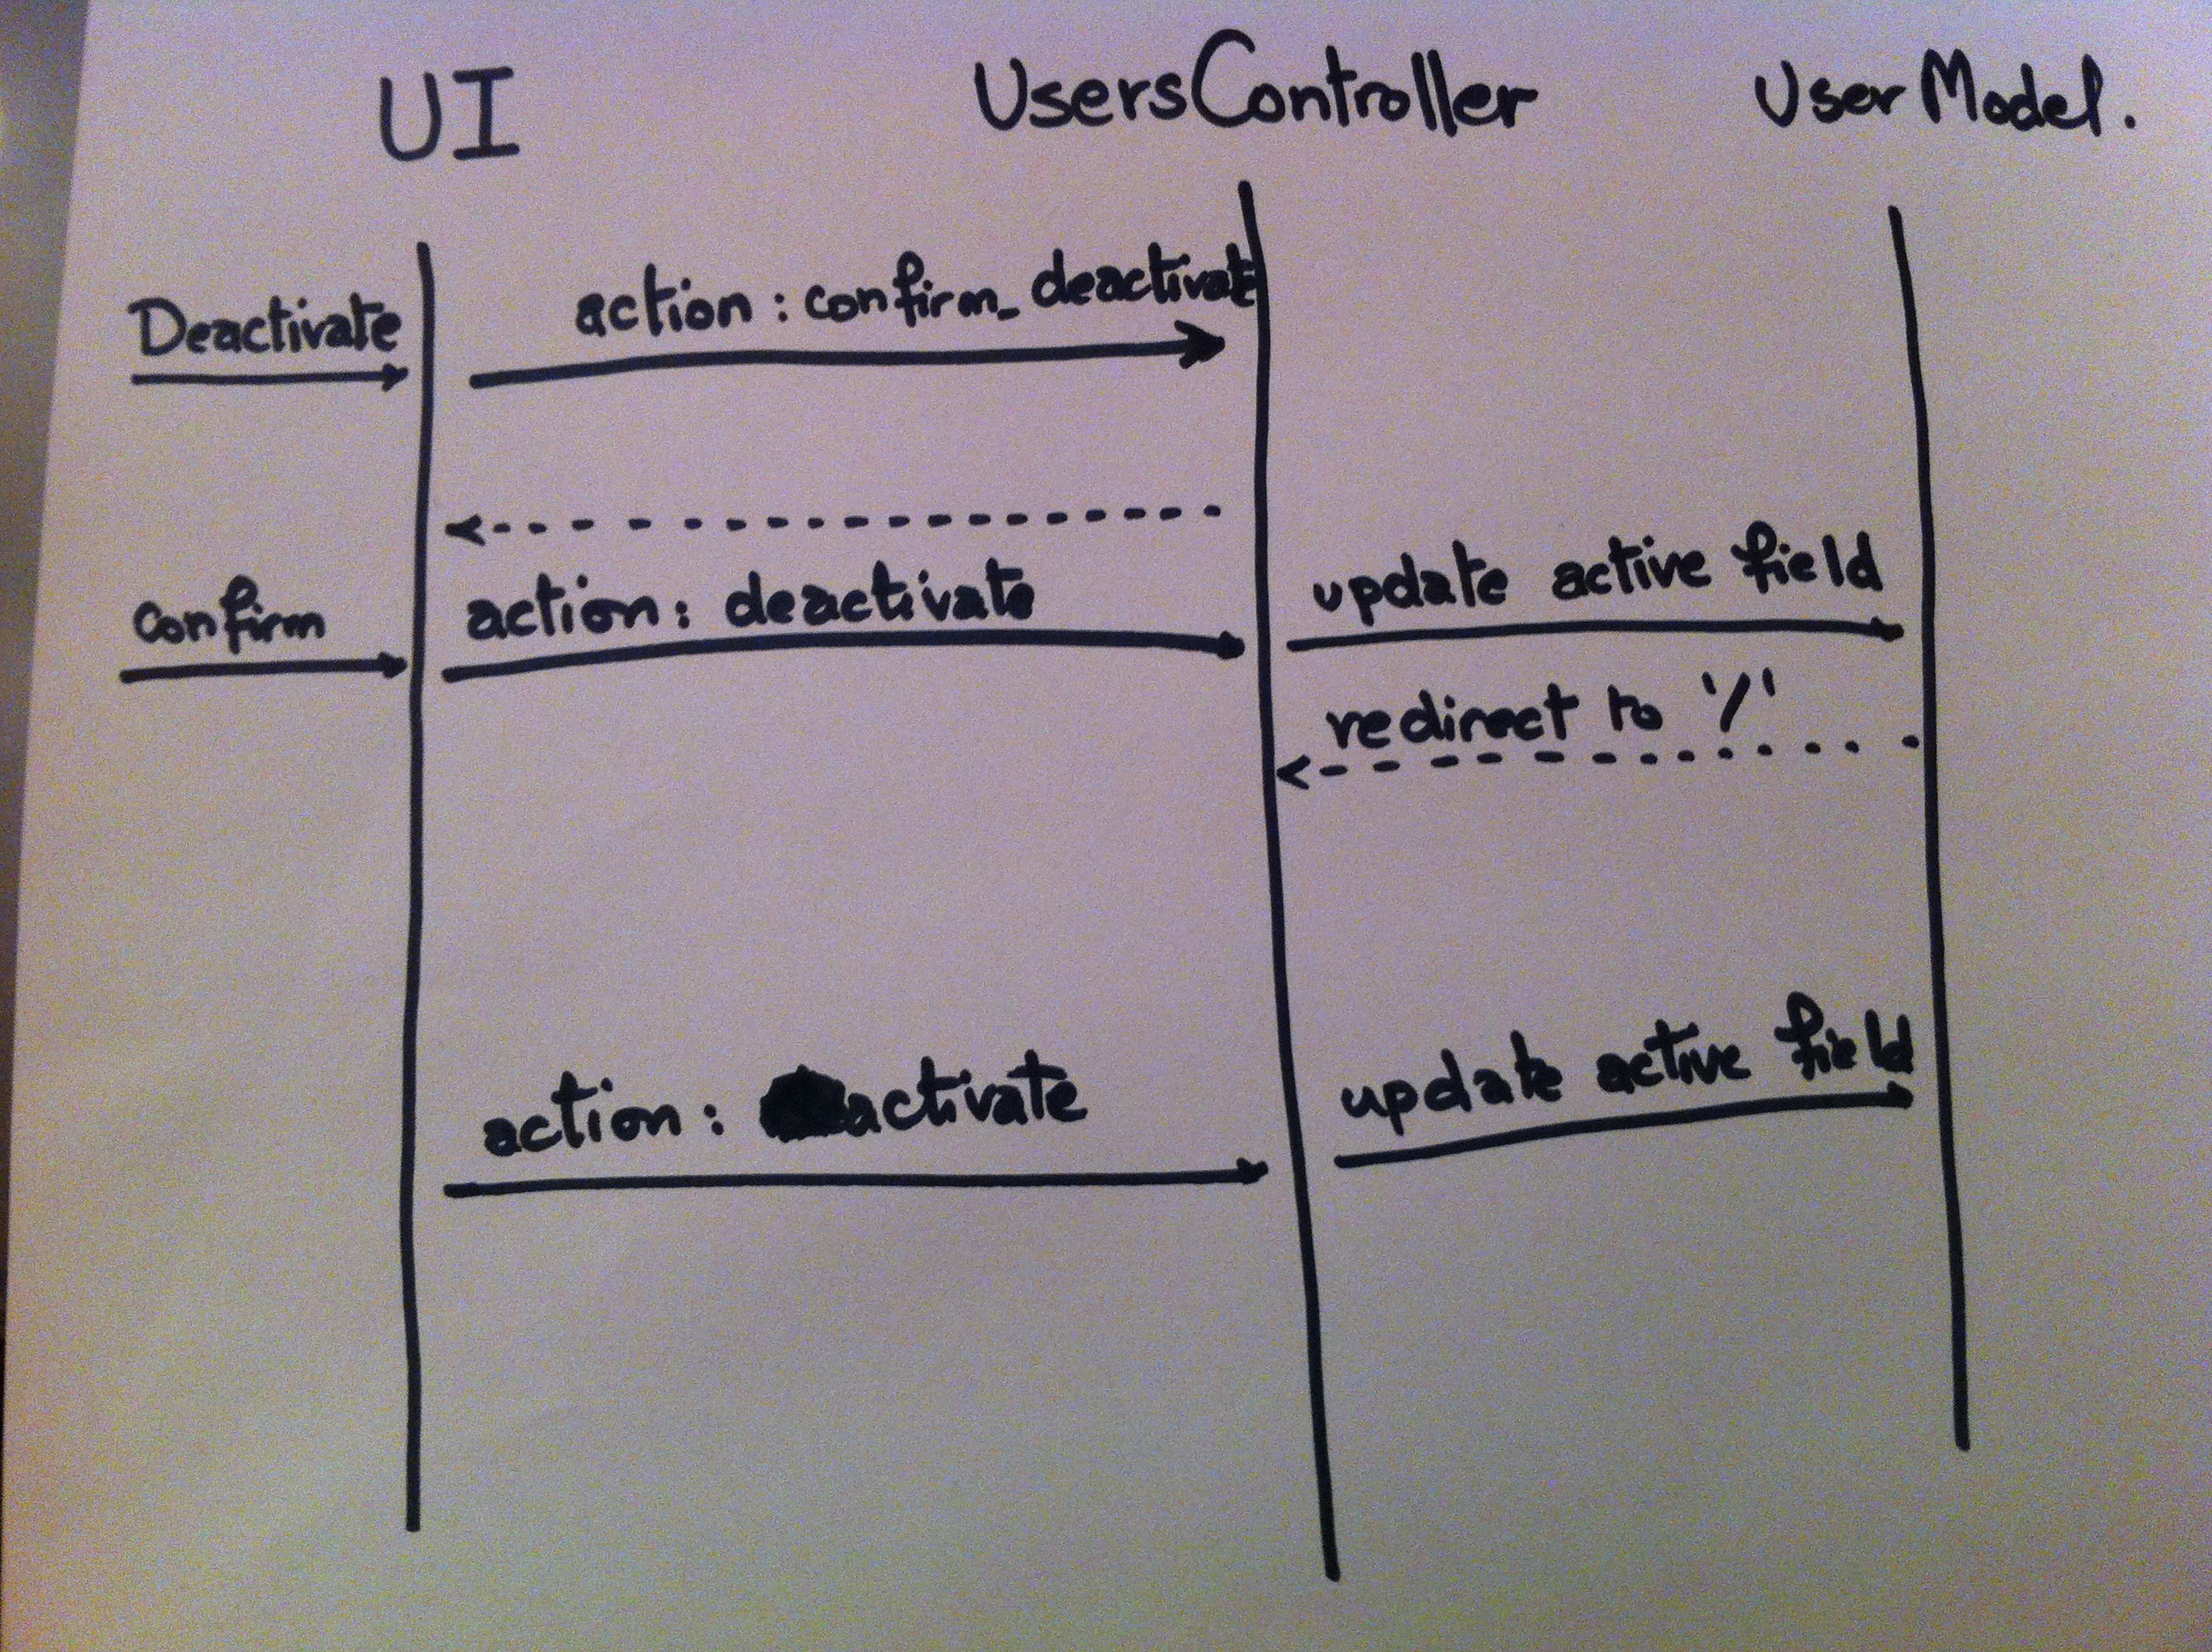 UI UsersController User Model.
Deactivate action : confirm_deactivate
confirm action : deactivate update active field
redirect to '/'
action : activate update active field